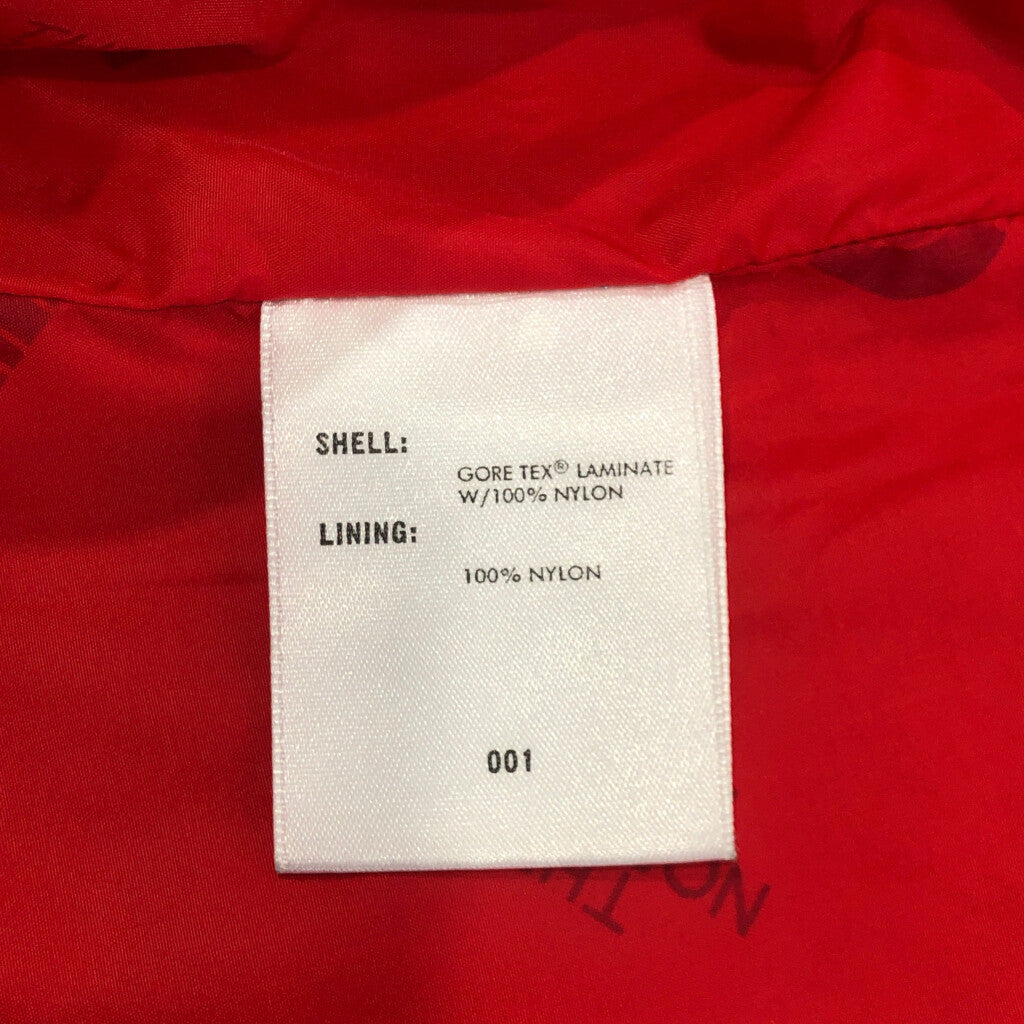 SHELL:
GORE TEX® LAMINATE
W/100% NYLON
LINING:
100% NYLON
001